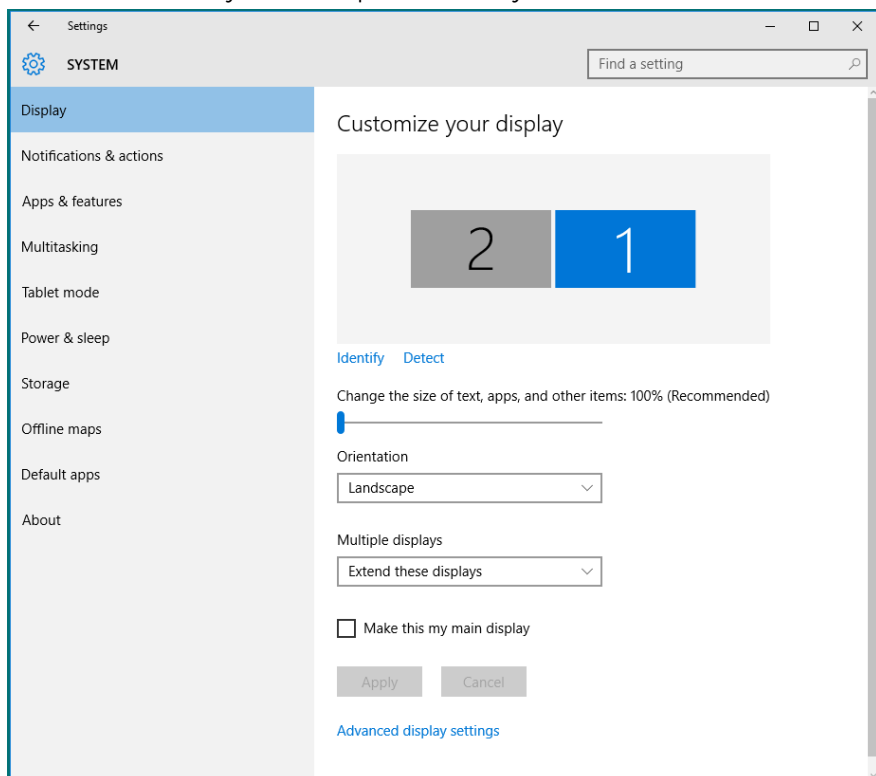 Settings
SYSTEM
Find a setting
Display
Notifications & actions
Apps & features
Multitasking
Tablet mode
Power & sleep
Storage
Offline maps
Default apps
About
Customize your display
2 1
Identify Detect
Change the size of text, apps, and other items: 100% (Recommended)
Orientation
Landscape
Multiple displays
Extend these displays
Make this my main display
Apply Cancel
Advanced display settings